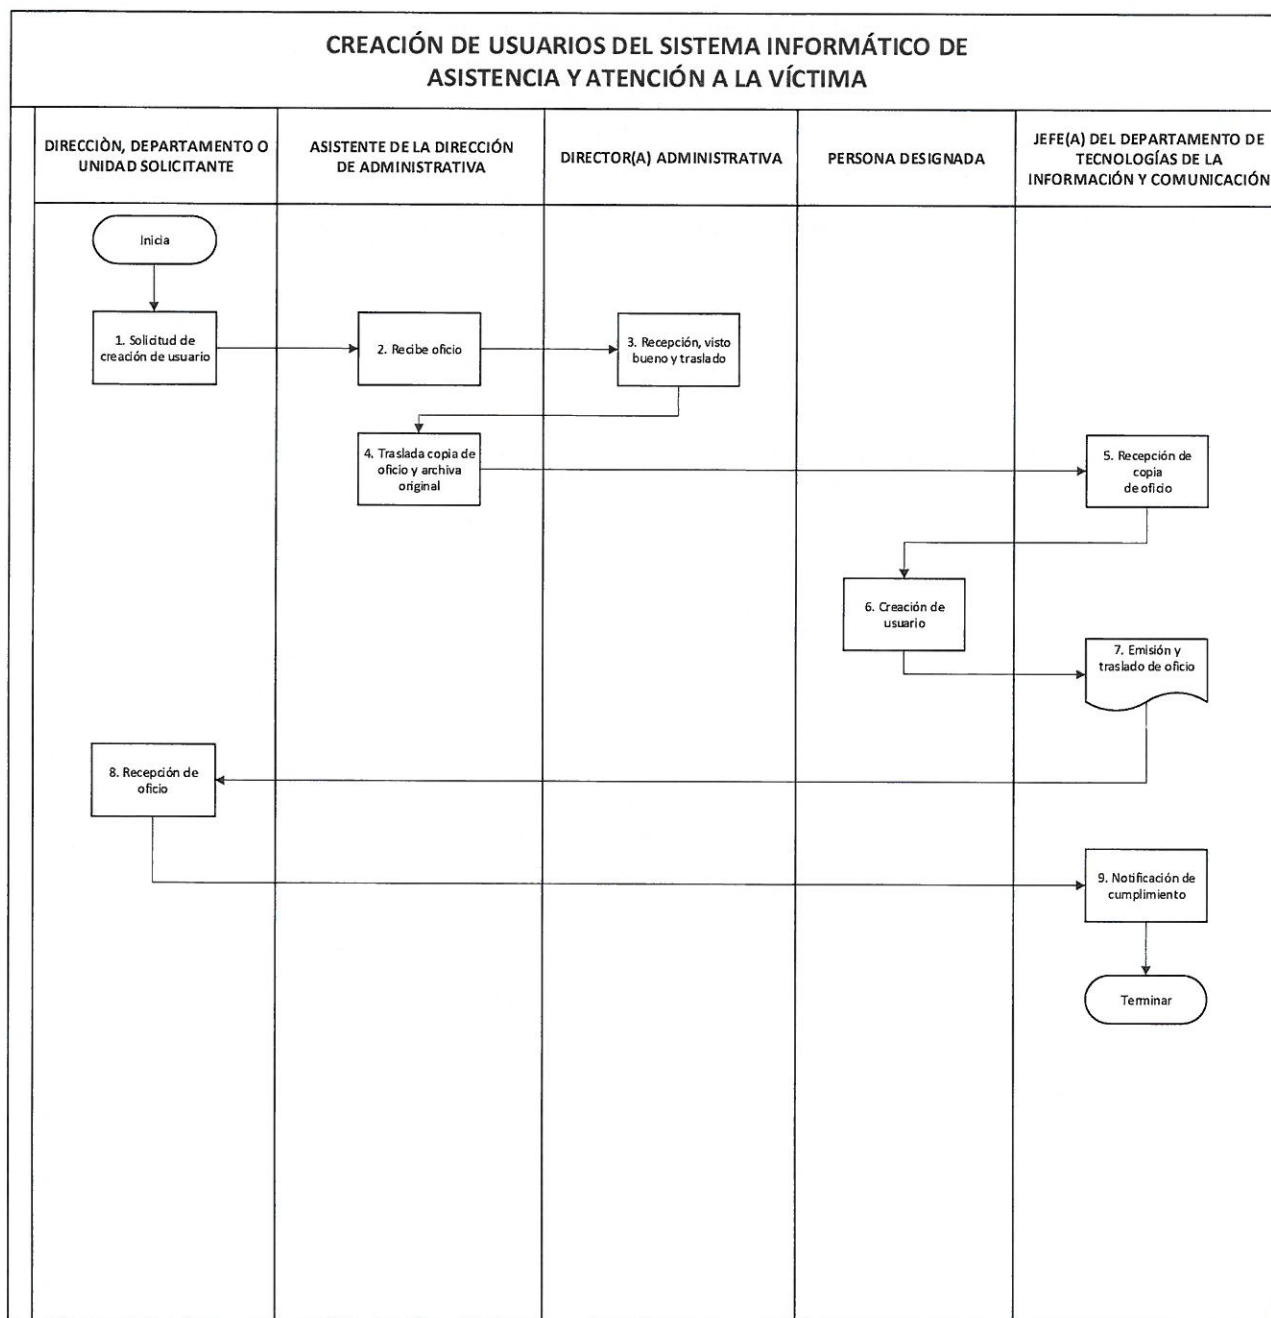 CREACIÓN DE USUARIOS DEL SISTEMA INFORMÁTICO DE
ASISTENCIA Y ATENCIÓN A LA VÍCTIMA
DIRECCIÒN, DEPARTAMENTO O
UNIDAD SOLICITANTE
ASISTENTE DE LA DIRECCIÓN
DE ADMINISTRATIVA
DIRECTOR(A) ADMINISTRATIVA
PERSONA DESIGNADA
JEFE(A) DEL DEPARTAMENTO DE
TECNOLOGÍAS DE LA
INFORMACIÓN Y COMUNICACIÓN
Inicia
1. Solicitud de
creación de usuario
2. Recibe oficio
3. Recepción, visto
bueno y traslado
4. Traslada copia de
oficio y archiva
original
5. Recepción de
copia
de oficio
6. Creación de
usuario
7. Emisión y
traslado de oficio
8. Recepción de
oficio
9. Notificación de
cumplimiento
Terminar